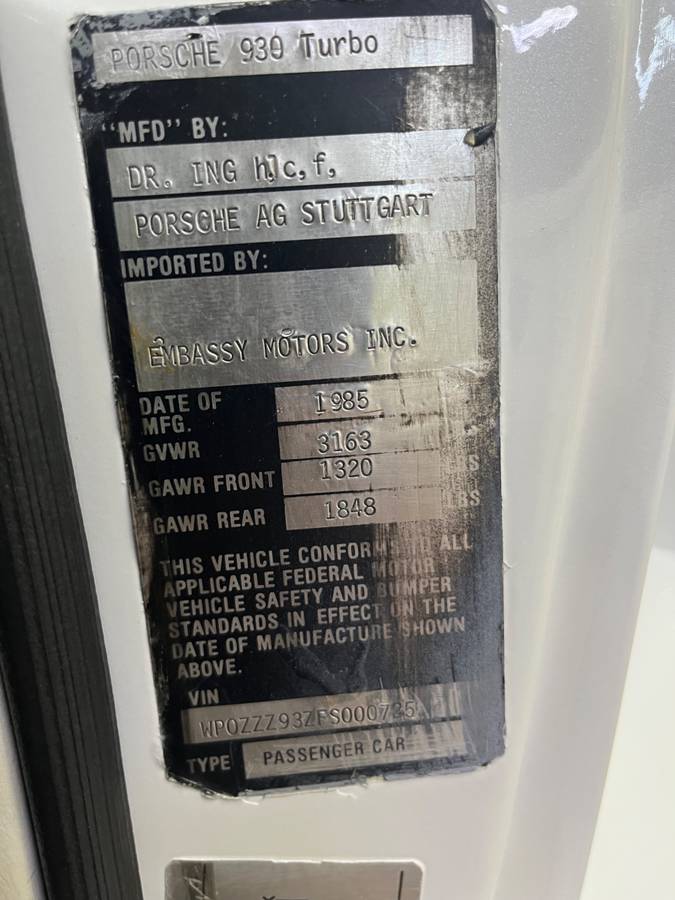 PORSCHE 930 Turbo
"MFD" BY:
DR. ING h.c,f,
PORSCHE AG STUTTGART
IMPORTED BY:
EMBASSY MOTORS INC.
DATE OF MFG. 1985
GVWR 3163
GAWR FRONT 1320 LBS
GAWR REAR 1848 LBS
THIS VEHICLE CONFORMS TO ALL
APPLICABLE FEDERAL MOTOR
VEHICLE SAFETY AND BUMPER
STANDARDS IN EFFECT ON THE
DATE OF MANUFACTURE SHOWN
ABOVE.
VIN
WP0ZZZ93ZFS000725
TYPE PASSENGER CAR